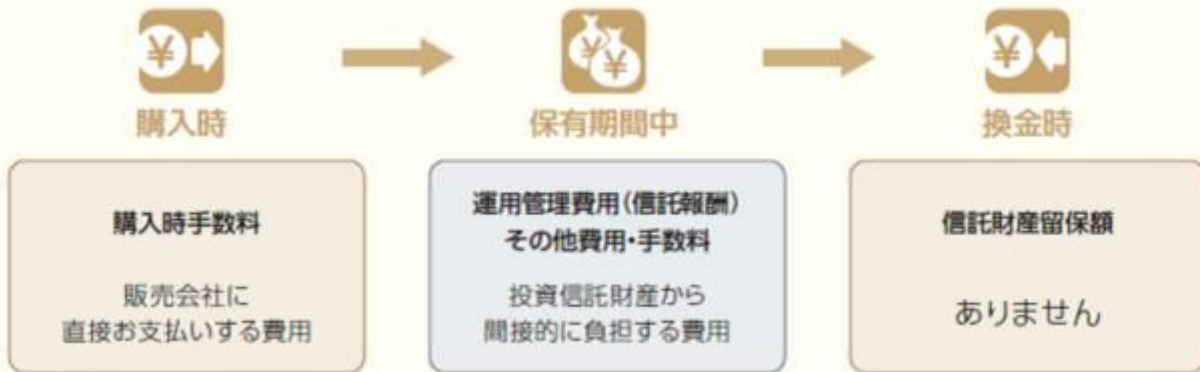 購入時
保有期間中
換金時
購入時手数料
販売会社に
直接お支払いする費用
運用管理費用(信託報酬)
その他費用・手数料
投資信託財産から
間接的に負担する費用
信託財産留保額
ありません